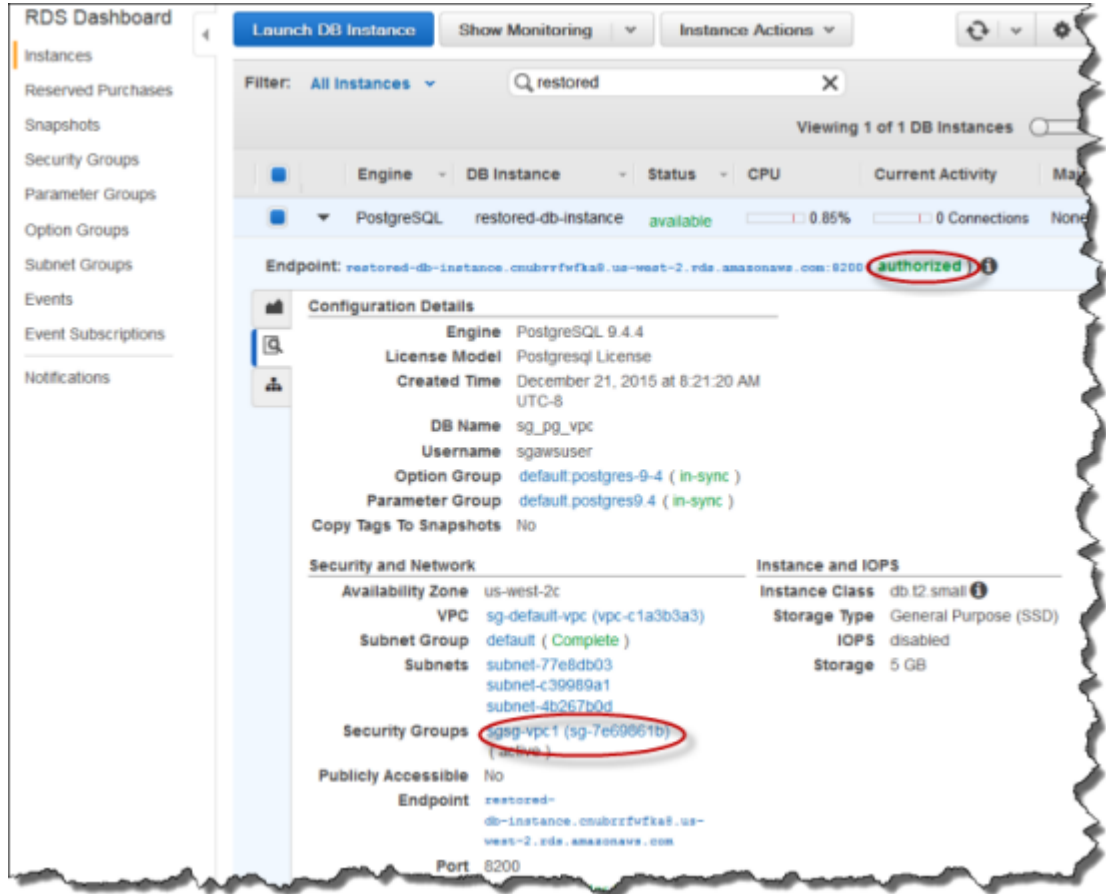 RDS Dashboard
Instances
Reserved Purchases
Snapshots
Security Groups
Parameter Groups
Option Groups
Subnet Groups
Events
Event Subscriptions
Notifications
Launch DB Instance Show Monitoring Instance Actions
Filter: All Instances restored X
Viewing 1 of 1 DB Instances
Engine DB Instance Status CPU Current Activity Mai
PostgreSQL restored-db-instance available 0.85% 0 Connections None
Endpoint: restored-db-instance.cnubrrfwfka8.us-west-2.rds.amazonaws.com:8200 ( authorized )
Configuration Details
Engine PostgreSQL 9.4.4
License Model Postgresql License
Created Time December 21, 2015 at 8:21:20 AM
UTC-8
DB Name sg_pg_vpc
Username sgawsuser
Option Group default:postgres-9-4 ( in-sync )
Parameter Group default.postgres9.4 ( in-sync )
Copy Tags To Snapshots No
Security and Network
Availability Zone us-west-2c
VPC sg-default-vpc (vpc-c1a3b3a3)
Subnet Group default ( Complete )
Subnets subnet-77e8db03
subnet-c39989a1
subnet-4b267b0d
Security Groups sgsg-vpc1 (sg-7e69861b)
( active )
Publicly Accessible No
Endpoint restored-
db-instance.cnubrrfwfka8.us-
west-2.rds.amazonaws.com
Port 8200
Instance and IOPS
Instance Class db.t2.small
Storage Type General Purpose (SSD)
IOPS disabled
Storage 5 GB